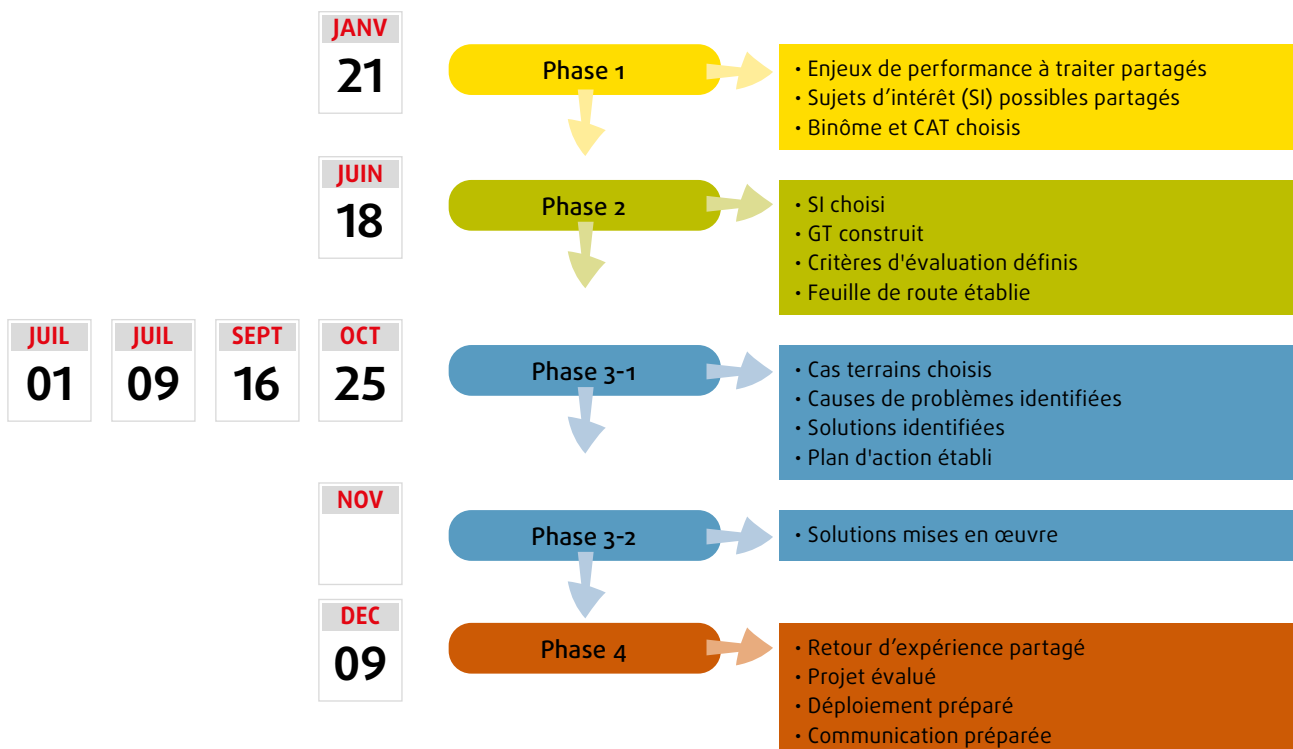 JANV
21
Phase 1
• Enjeux de performance à traiter partagés
• Sujets d’intérêt (SI) possibles partagés
• Binôme et CAT choisis
JUIN
18
Phase 2
• SI choisi
• GT construit
• Critères d'évaluation définis
• Feuille de route établie
JUIL
01
JUIL
09
SEPT
16
OCT
25
Phase 3-1
• Cas terrains choisis
• Causes de problèmes identifiées
• Solutions identifiées
• Plan d'action établi
NOV
Phase 3-2
• Solutions mises en œuvre
DEC
09
Phase 4
• Retour d’expérience partagé
• Projet évalué
• Déploiement préparé
• Communication préparée